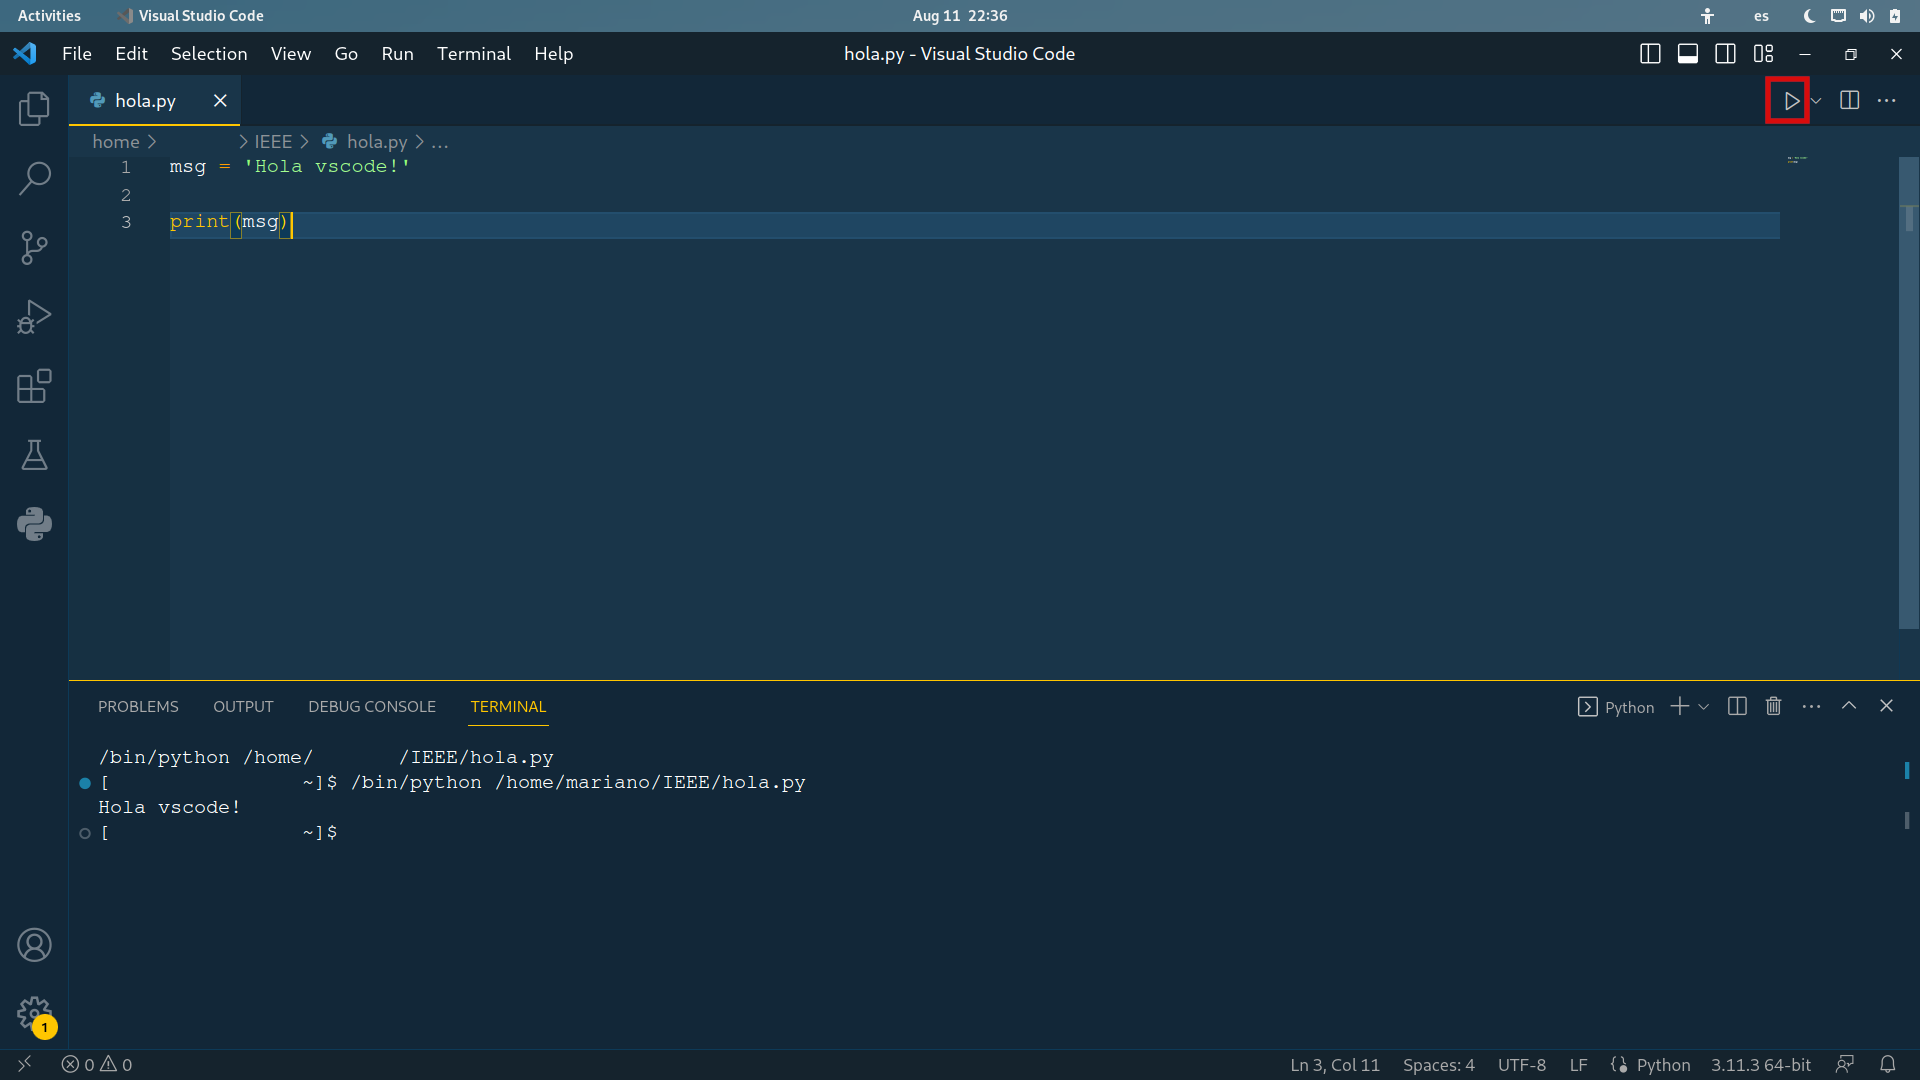 Activities Visual Studio Code Aug 11 22:36 es
File Edit Selection View Go Run Terminal Help hola.py - Visual Studio Code
hola.py
home > > IEEE > hola.py > ...
1 msg = 'Hola vscode!'
2
3 print(msg)
PROBLEMS OUTPUT DEBUG CONSOLE TERMINAL Python
/bin/python /home/ /IEEE/hola.py
[ ~]$ /bin/python /home/mariano/IEEE/hola.py
Hola vscode!
[ ~]$
1
0 0 Ln 3, Col 11 Spaces: 4 UTF-8 LF Python 3.11.3 64-bit